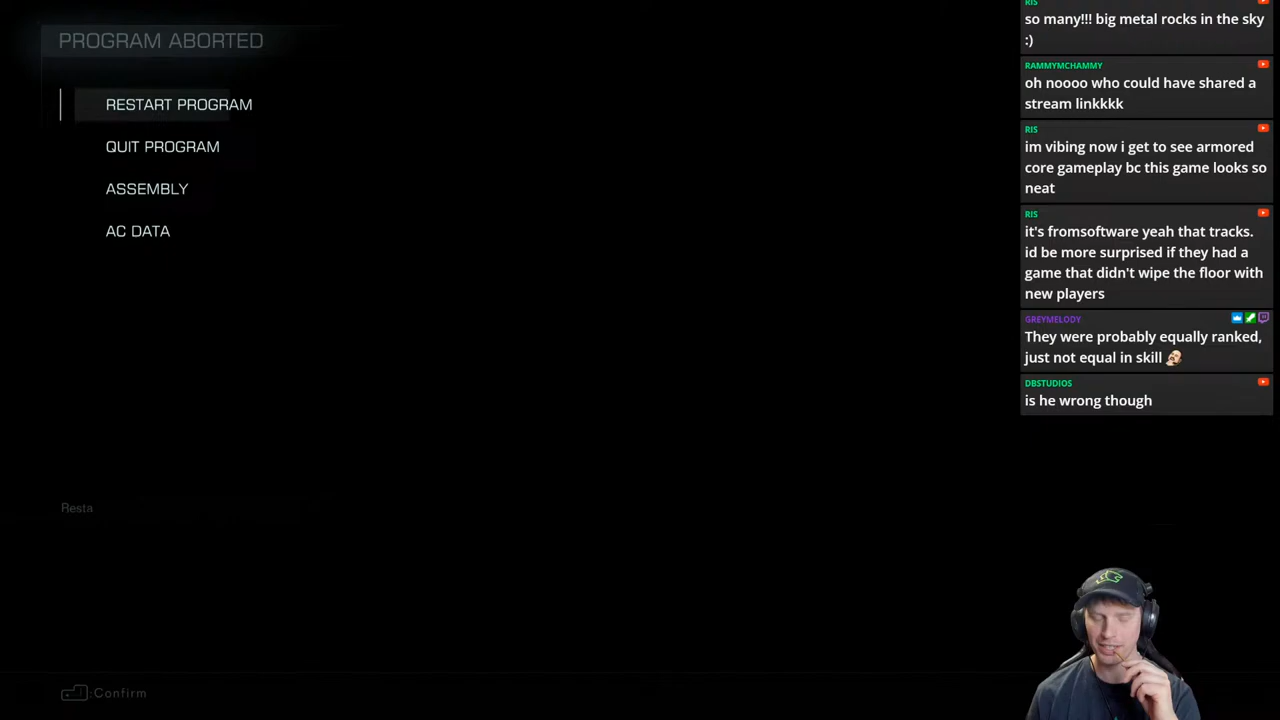 PROGRAM ABORTED
RESTART PROGRAM
QUIT PROGRAM
ASSEMBLY
AC DATA
Resta
:Confirm
RIS
so many!!! big metal rocks in the sky
:)
RAMMYMCHAMMY
oh noooo who could have shared a
stream linkkkk
RIS
im vibing now i get to see armored
core gameplay bc this game looks so
neat
RIS
it's fromsoftware yeah that tracks.
id be more surprised if they had a
game that didn't wipe the floor with
new players
GREYMELODY
They were probably equally ranked,
just not equal in skill
DBSTUDIOS
is he wrong though